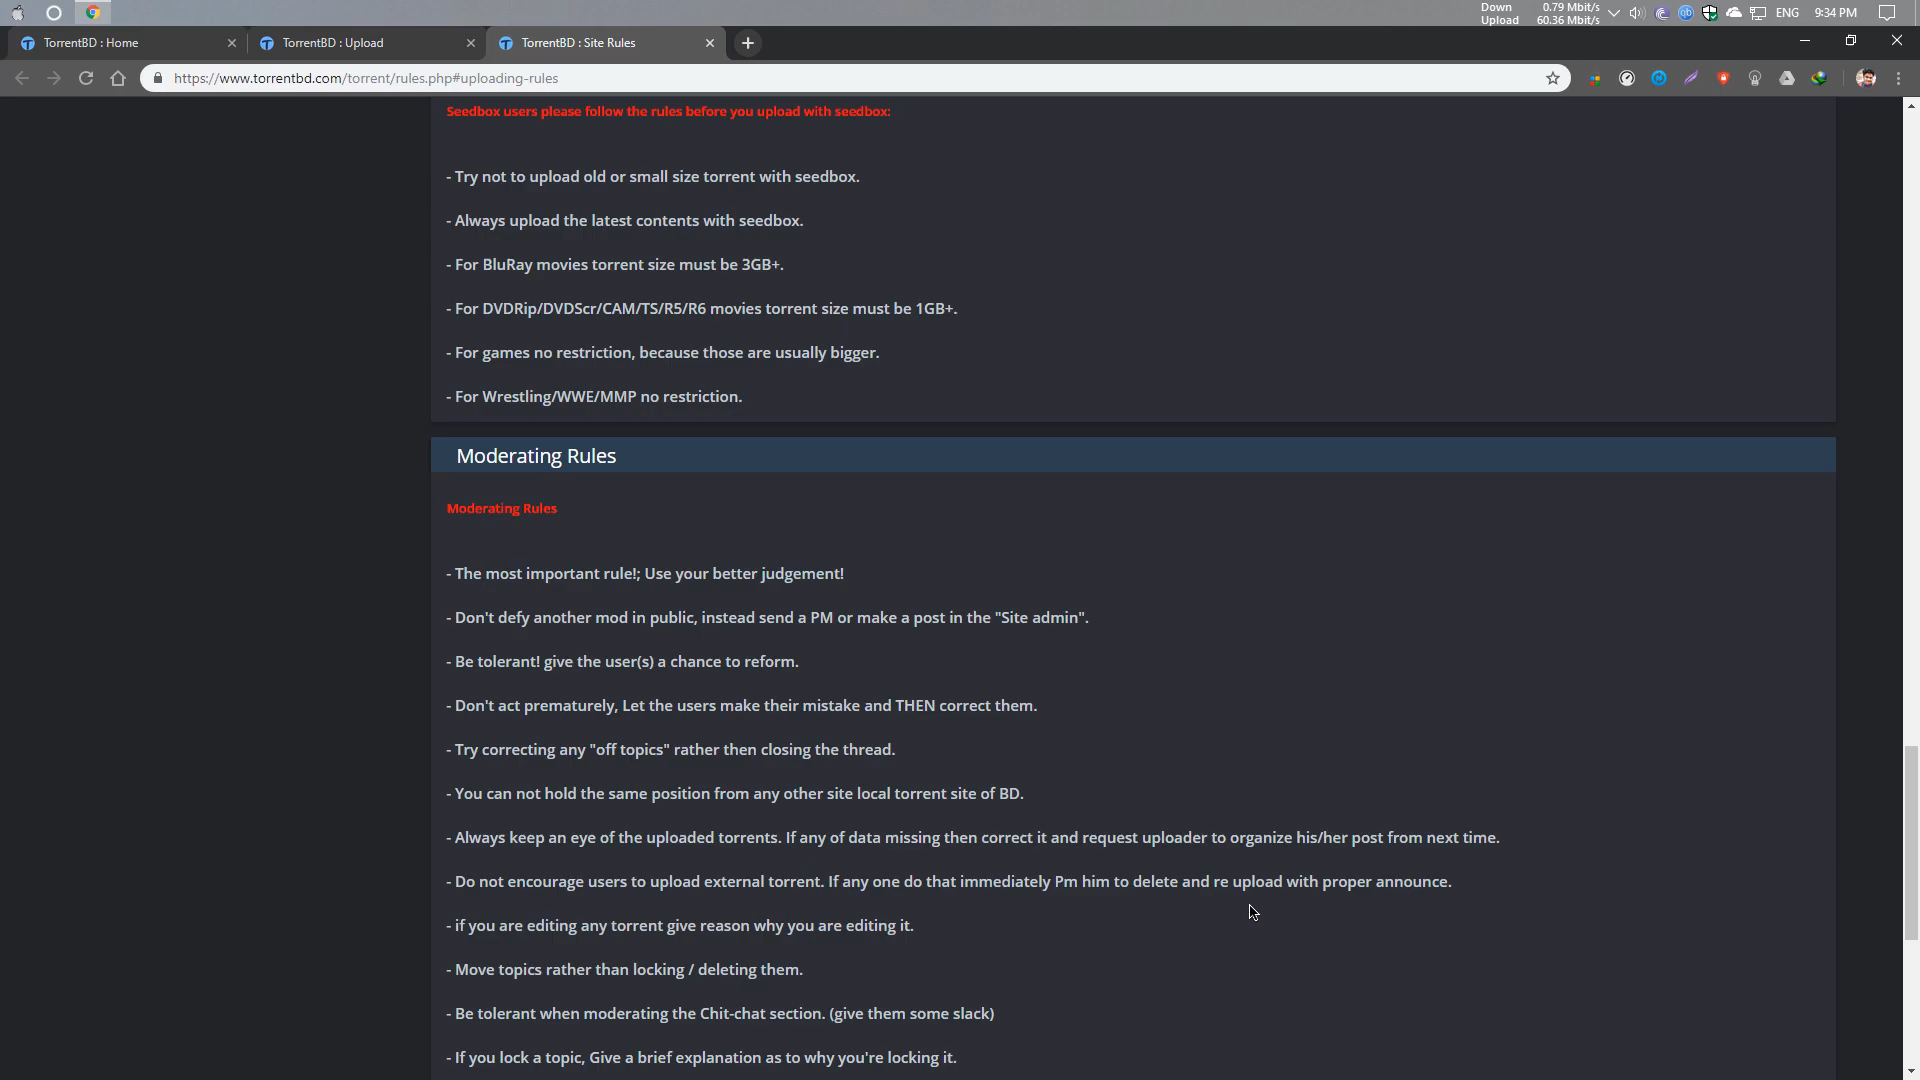 Down 0.79 Mbit/s
Upload 60.36 Mbit/s
ENG 9:34 PM
TorrentBD : Home
TorrentBD : Upload
TorrentBD : Site Rules
https://www.torrentbd.com/torrent/rules.php#uploading-rules
Seedbox users please follow the rules before you upload with seedbox:
- Try not to upload old or small size torrent with seedbox.
- Always upload the latest contents with seedbox.
- For BluRay movies torrent size must be 3GB+.
- For DVDRip/DVDScr/CAM/TS/R5/R6 movies torrent size must be 1GB+.
- For games no restriction, because those are usually bigger.
- For Wrestling/WWE/MMP no restriction.
Moderating Rules
Moderating Rules
- The most important rule!; Use your better judgement!
- Don't defy another mod in public, instead send a PM or make a post in the "Site admin".
- Be tolerant! give the user(s) a chance to reform.
- Don't act prematurely, Let the users make their mistake and THEN correct them.
- Try correcting any "off topics" rather then closing the thread.
- You can not hold the same position from any other site local torrent site of BD.
- Always keep an eye of the uploaded torrents. If any of data missing then correct it and request uploader to organize his/her post from next time.
- Do not encourage users to upload external torrent. If any one do that immediately Pm him to delete and re upload with proper announce.
- if you are editing any torrent give reason why you are editing it.
- Move topics rather than locking / deleting them.
- Be tolerant when moderating the Chit-chat section. (give them some slack)
- If you lock a topic, Give a brief explanation as to why you're locking it.